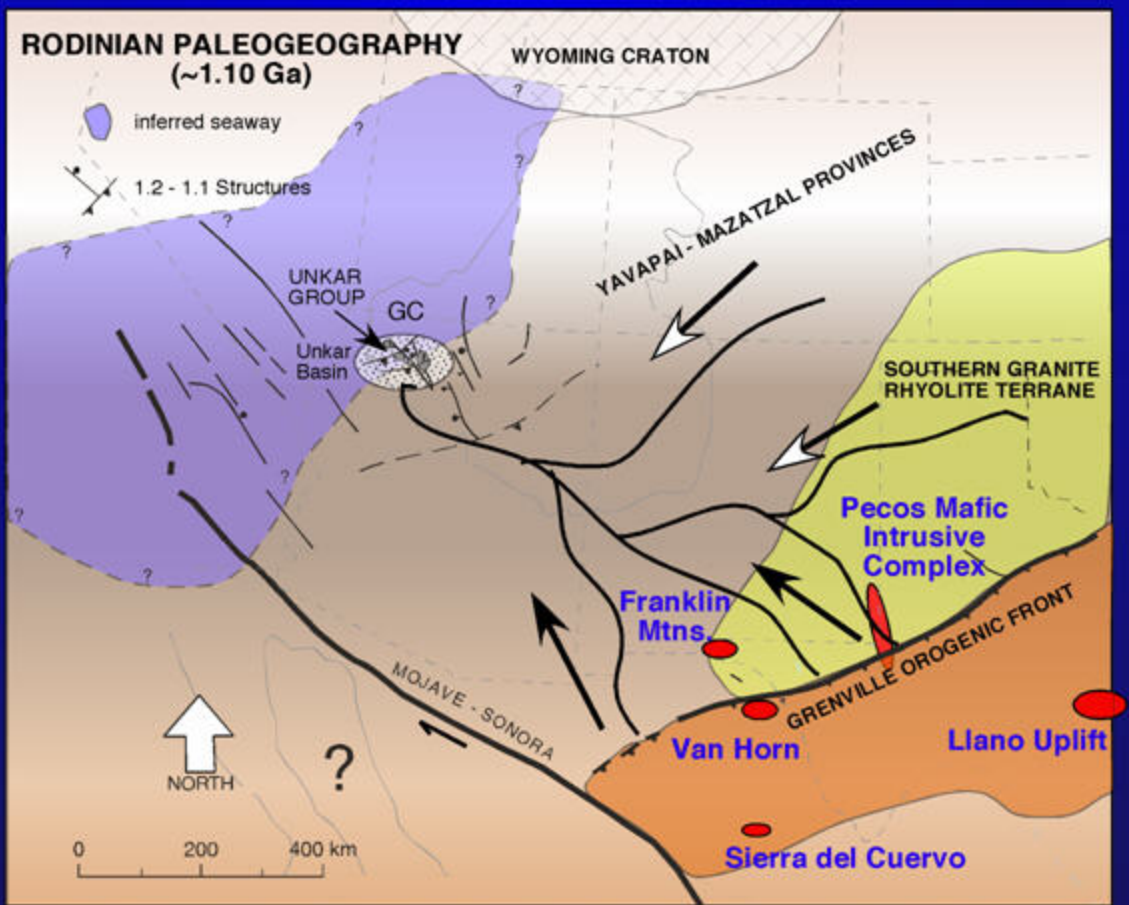 RODINIAN PALEOGEOGRAPHY
(~1.10 Ga)
inferred seaway
1.2 - 1.1 Structures
WYOMING CRATON
YAVAPAI - MAZATZAL PROVINCES
UNKAR
GROUP
GC
Unkar
Basin
SOUTHERN GRANITE
RHYOLITE TERRANE
Pecos Mafic
Intrusive
Complex
Franklin
Mtns.
GRENVILLE OROGENIC FRONT
MOJAVE - SONORA
Van Horn
Llano Uplift
Sierra del Cuervo
NORTH
?
0 200 400 km
?
?
?
?
?
?
?
?
?